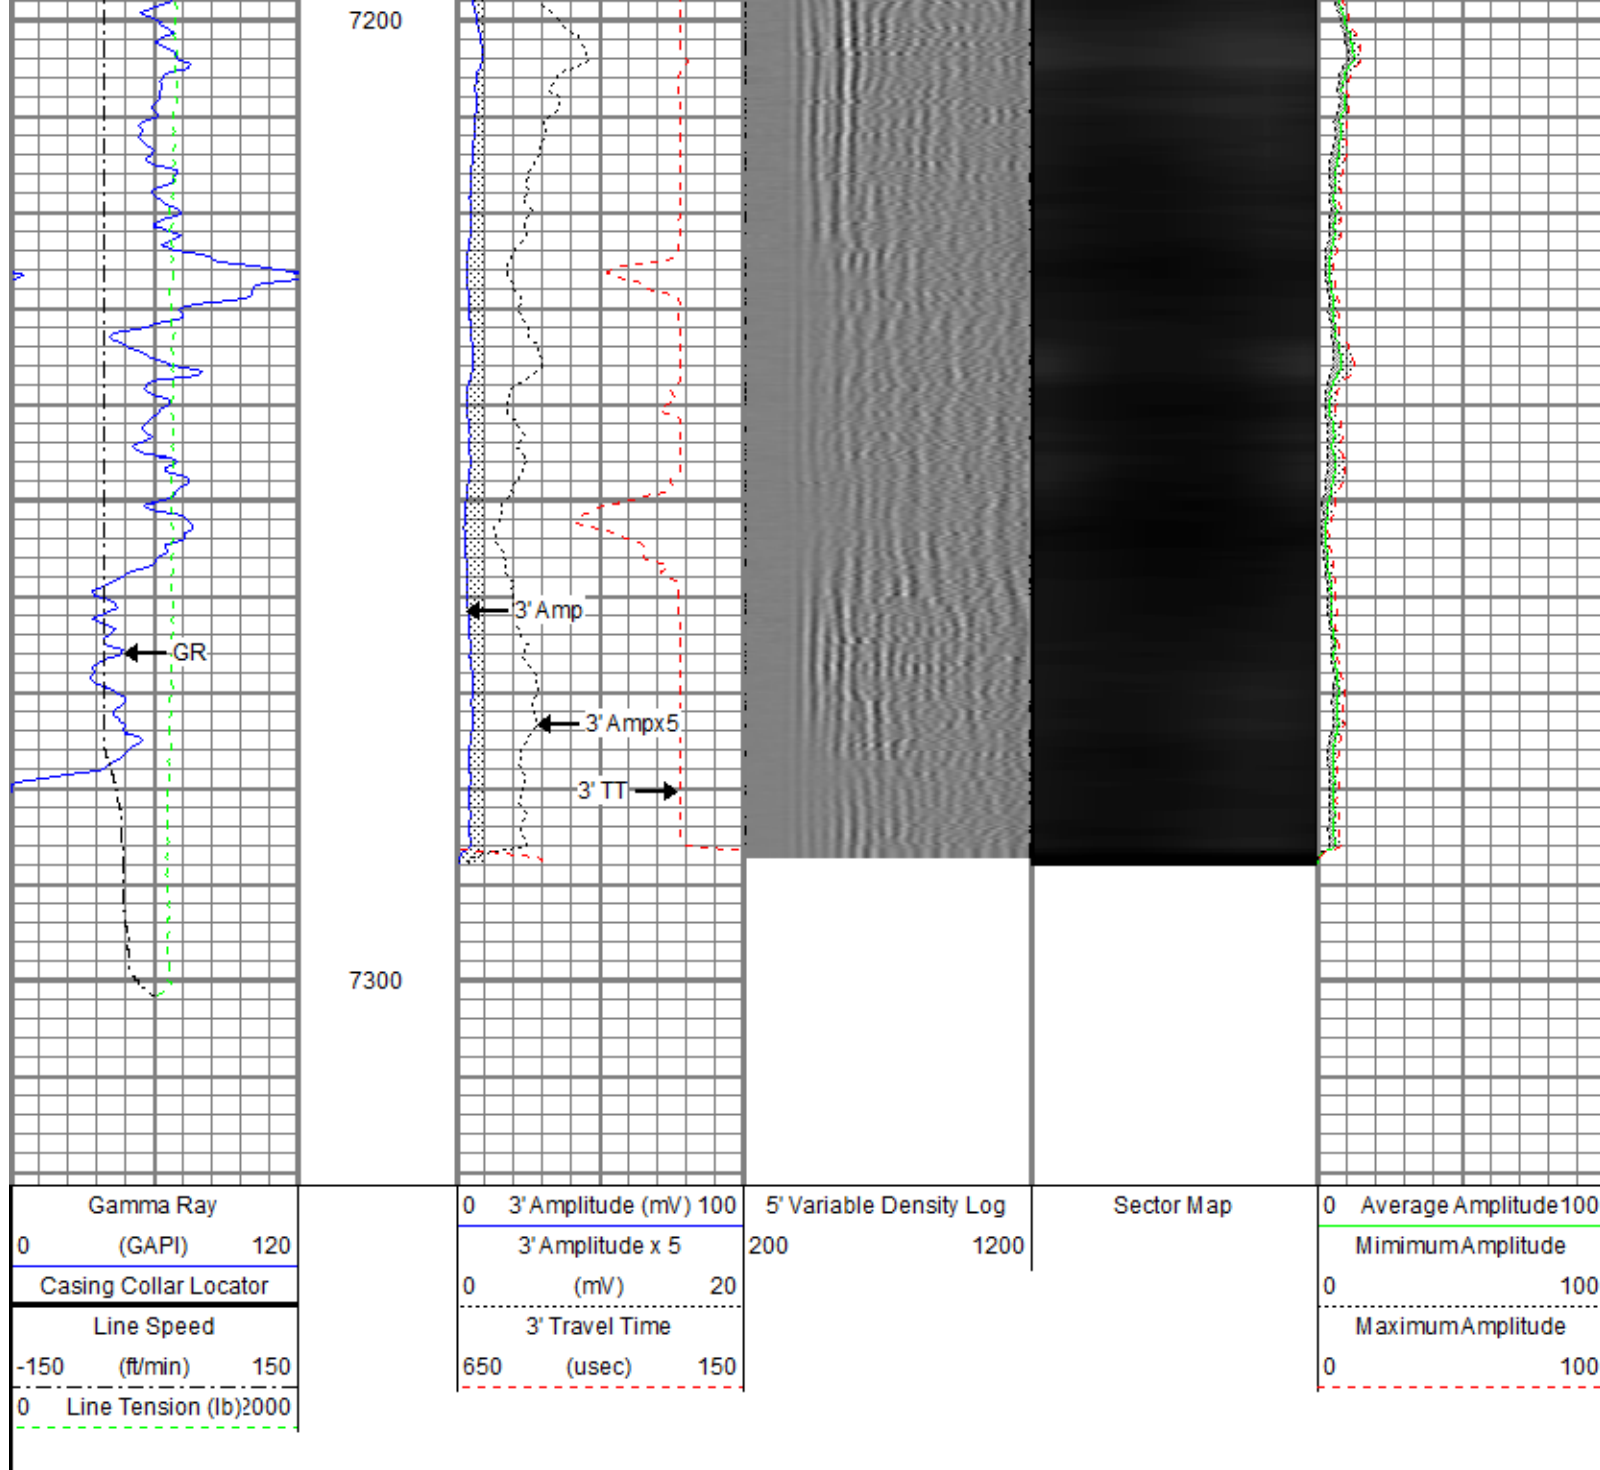 7200
3' Amp
GR
3' Ampx5
3' TT
7300
Gamma Ray
0 (GAPI) 120
Casing Collar Locator
Line Speed
-150 (ft/min) 150
0 Line Tension (lb) 2000
0 3' Amplitude (mV) 100
3' Amplitude x 5
0 (mV) 20
3' Travel Time
650 (usec) 150
5' Variable Density Log
200 1200
Sector Map
0 Average Amplitude 100
Mimimum Amplitude
0 100
Maximum Amplitude
0 100